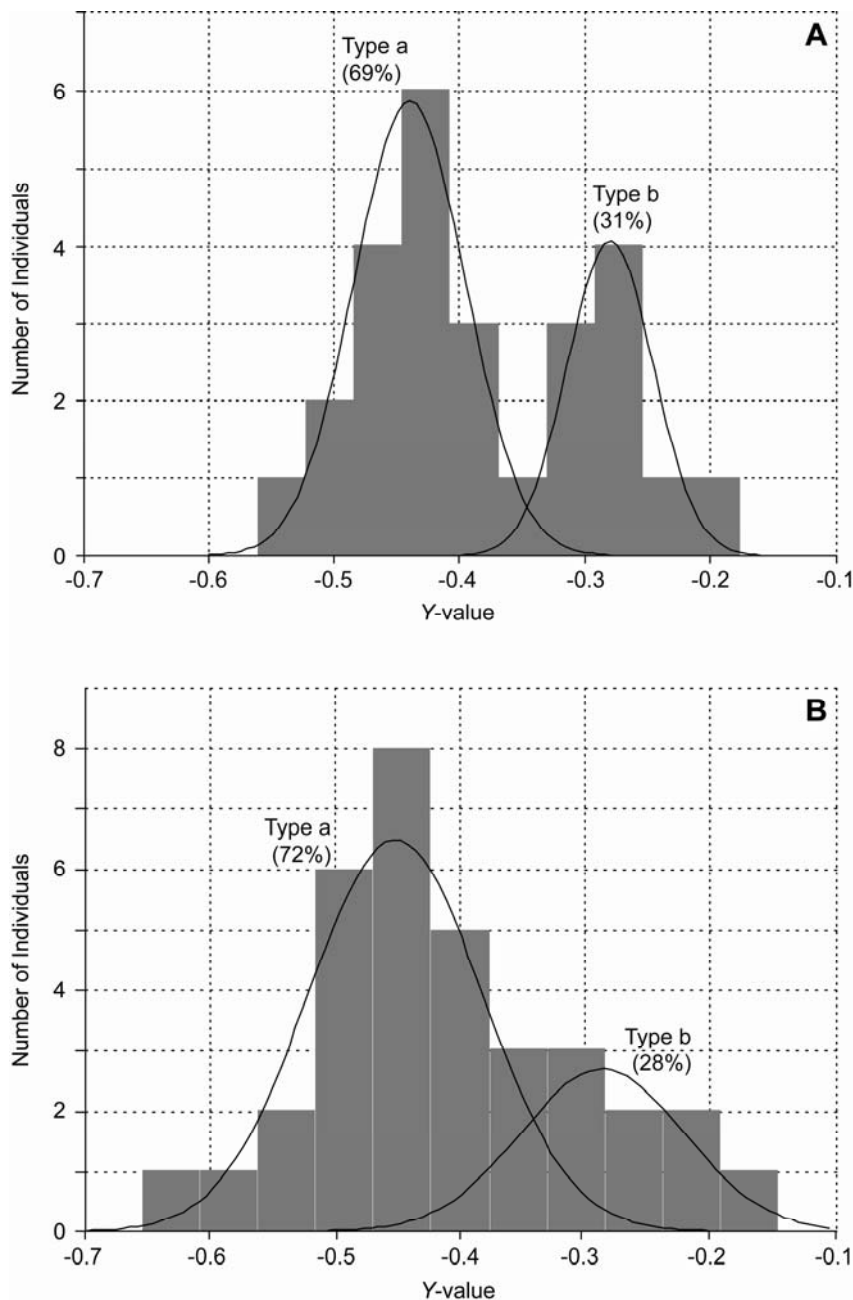 A
Type a
(69%)
Type b
(31%)
Number of Individuals
6
4
2
0
-0.7 -0.6 -0.5 -0.4 -0.3 -0.2 -0.1
Y-value
B
Type a
(72%)
Type b
(28%)
Number of Individuals
8
6
4
2
0
-0.7 -0.6 -0.5 -0.4 -0.3 -0.2 -0.1
Y-value